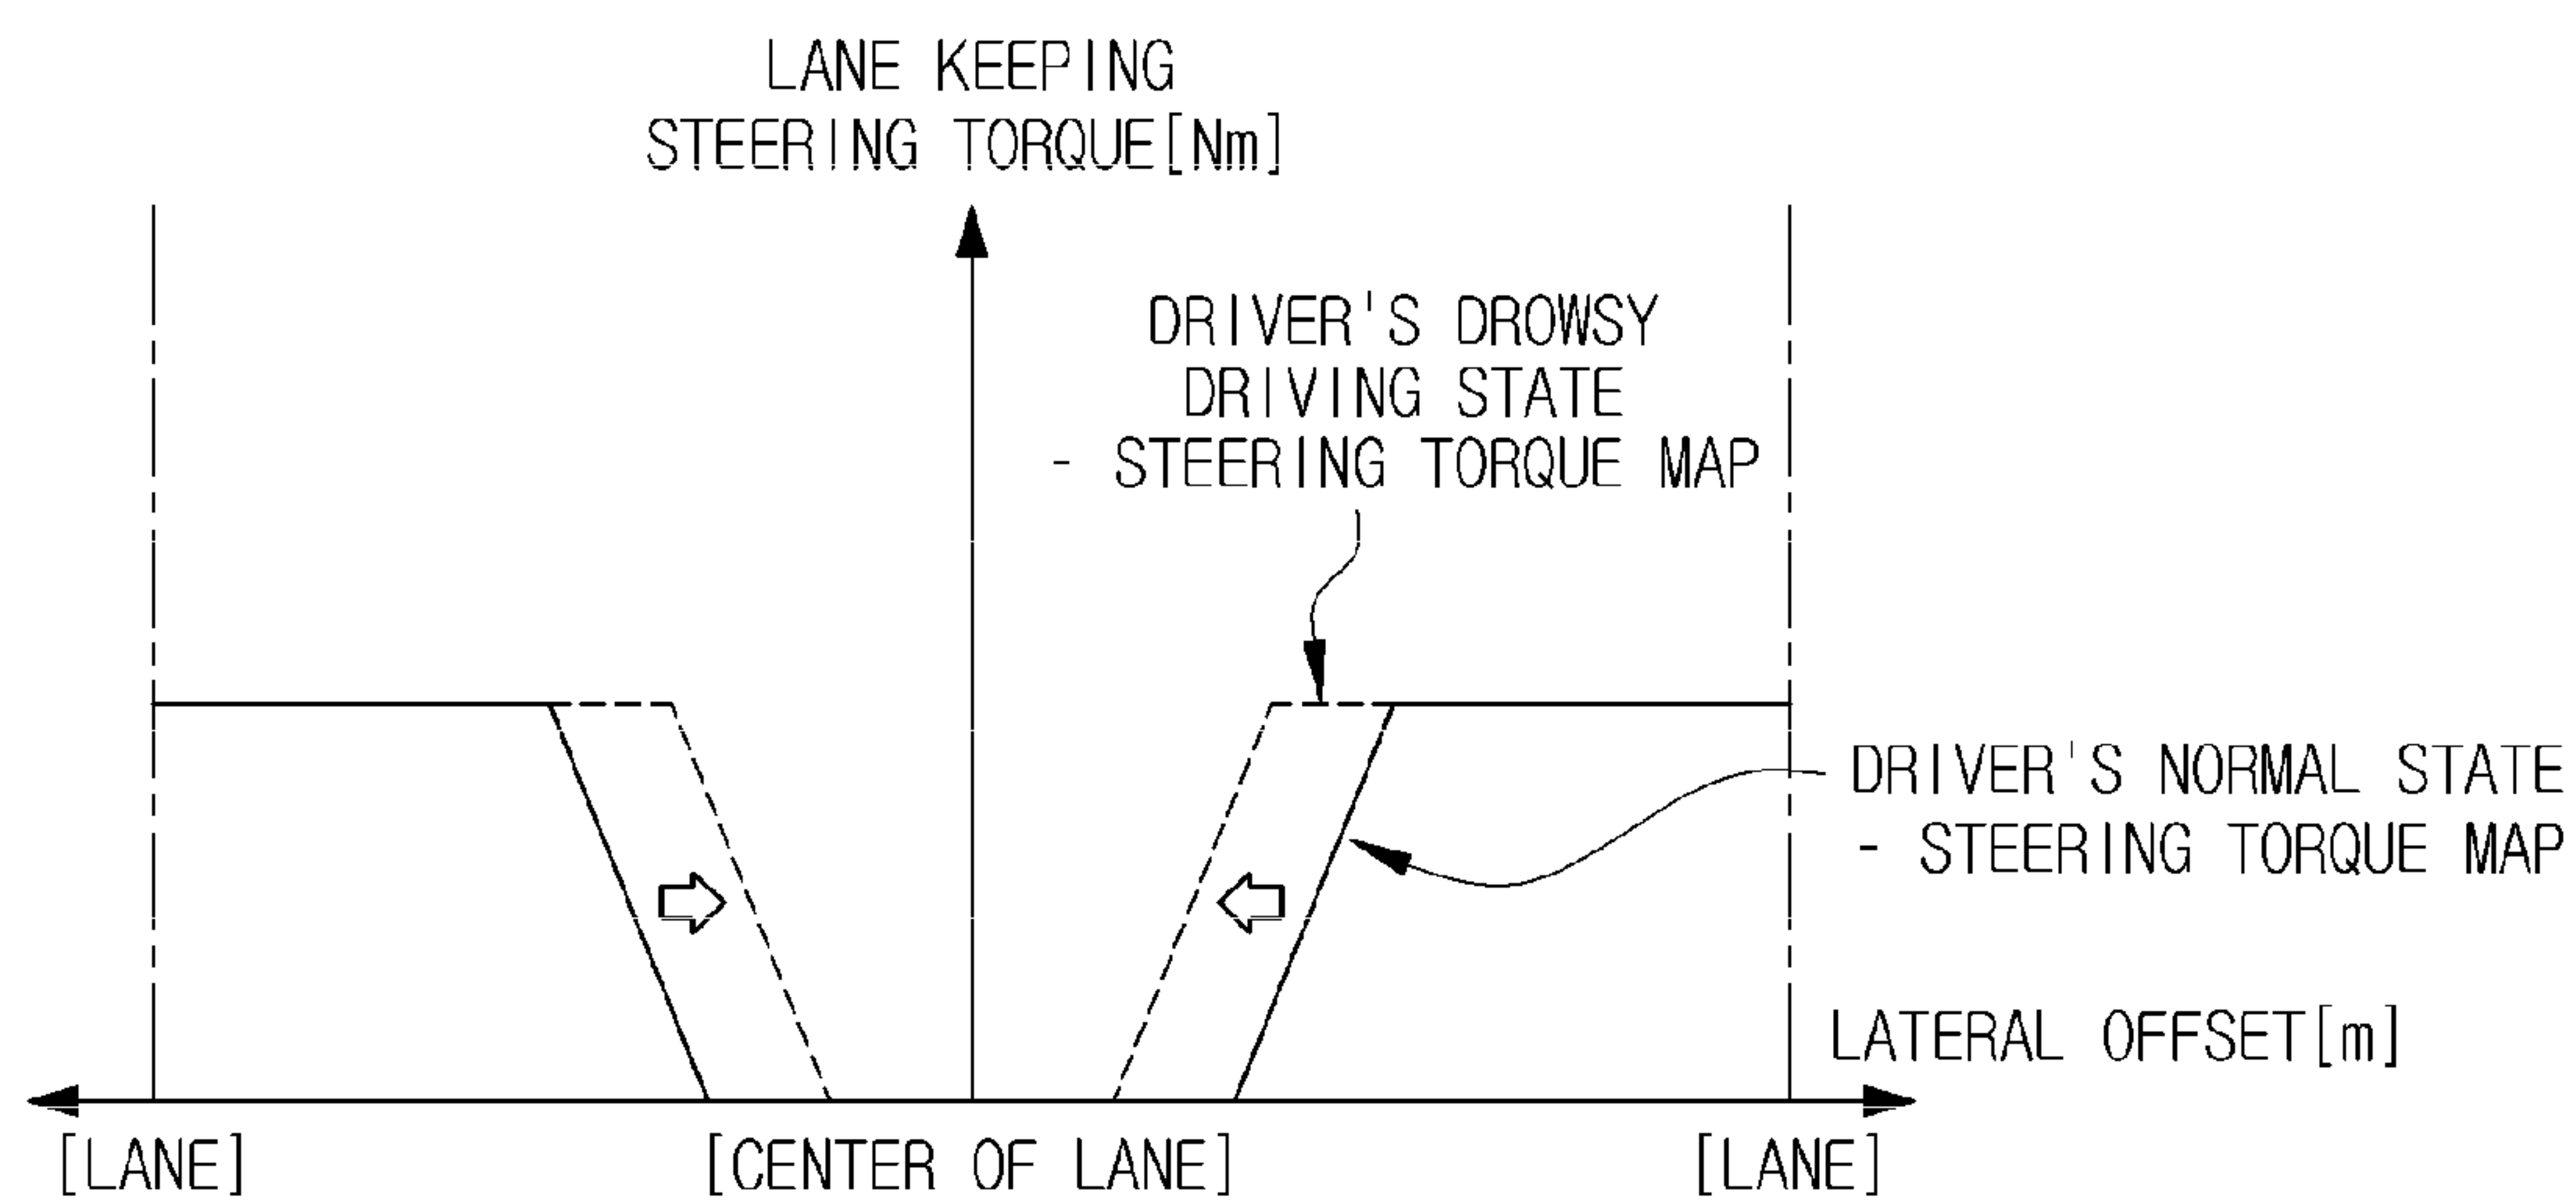 LANE KEEPING
STEERING TORQUE[Nm]
DRIVER'S DROWSY
DRIVING STATE
- STEERING TORQUE MAP
DRIVER'S NORMAL STATE
- STEERING TORQUE MAP
LATERAL OFFSET[m]
[LANE]
[CENTER OF LANE]
[LANE]